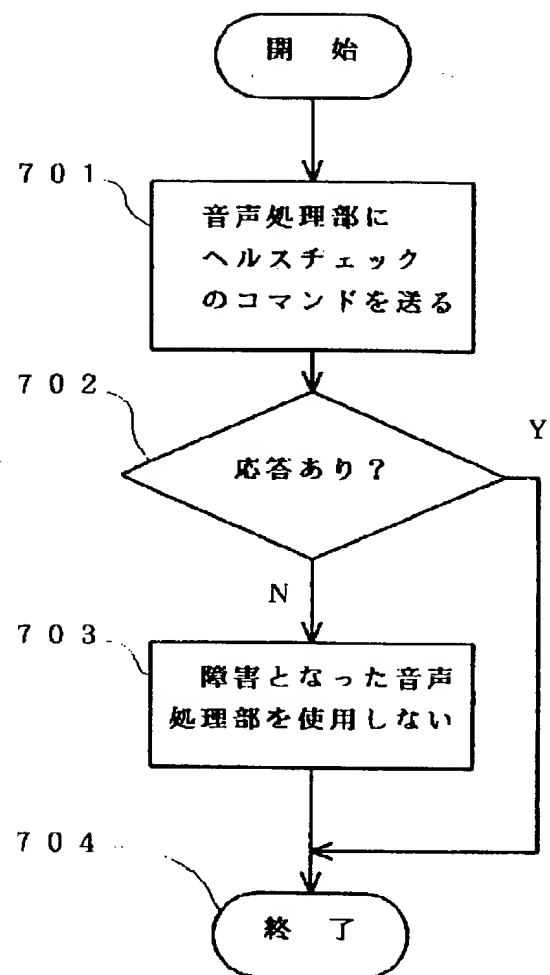 開　始
７０１
音声処理部に
ヘルスチェック
のコマンドを送る
７０２
応答あり？
Y
N
７０３
障害となった音声
処理部を使用しない
７０４
終　了